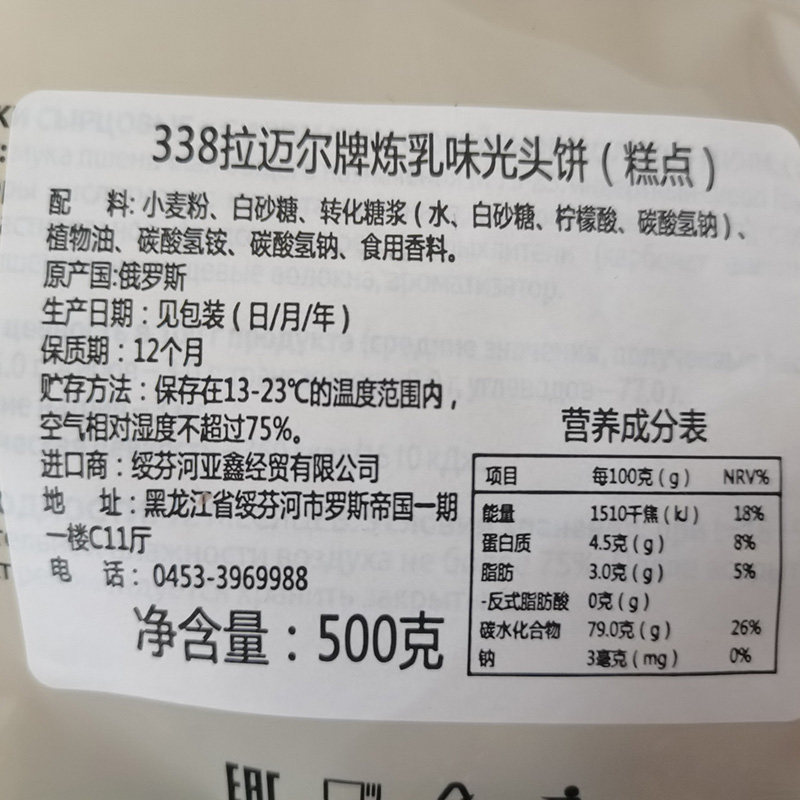 338拉迈尔牌炼乳味光头饼(糕点)
配 料:小麦粉、白砂糖、转化糖浆(水、白砂糖、柠檬酸、碳酸氢钠)、
植物油、碳酸氢铵、碳酸氢钠、食用香料。
原产国:俄罗斯
生产日期:见包装(日/月/年)
保质期:12个月
贮存方法:保存在13-23℃的温度范围内,
空气相对湿度不超过75%。
进口商:绥芬河亚鑫经贸有限公司
地 址:黑龙江省绥芬河市罗斯帝国一期
一楼C11厅
电 话:0453-3969988
净含量:500克
营养成分表
项目 每100克(g) NRV%
能量 1510千焦(kJ) 18%
蛋白质 4.5克(g) 8%
脂肪 3.0克(g) 5%
-反式脂肪酸 0克(g)
碳水化合物 79.0克(g) 26%
钠 3毫克(mg) 0%
EAC